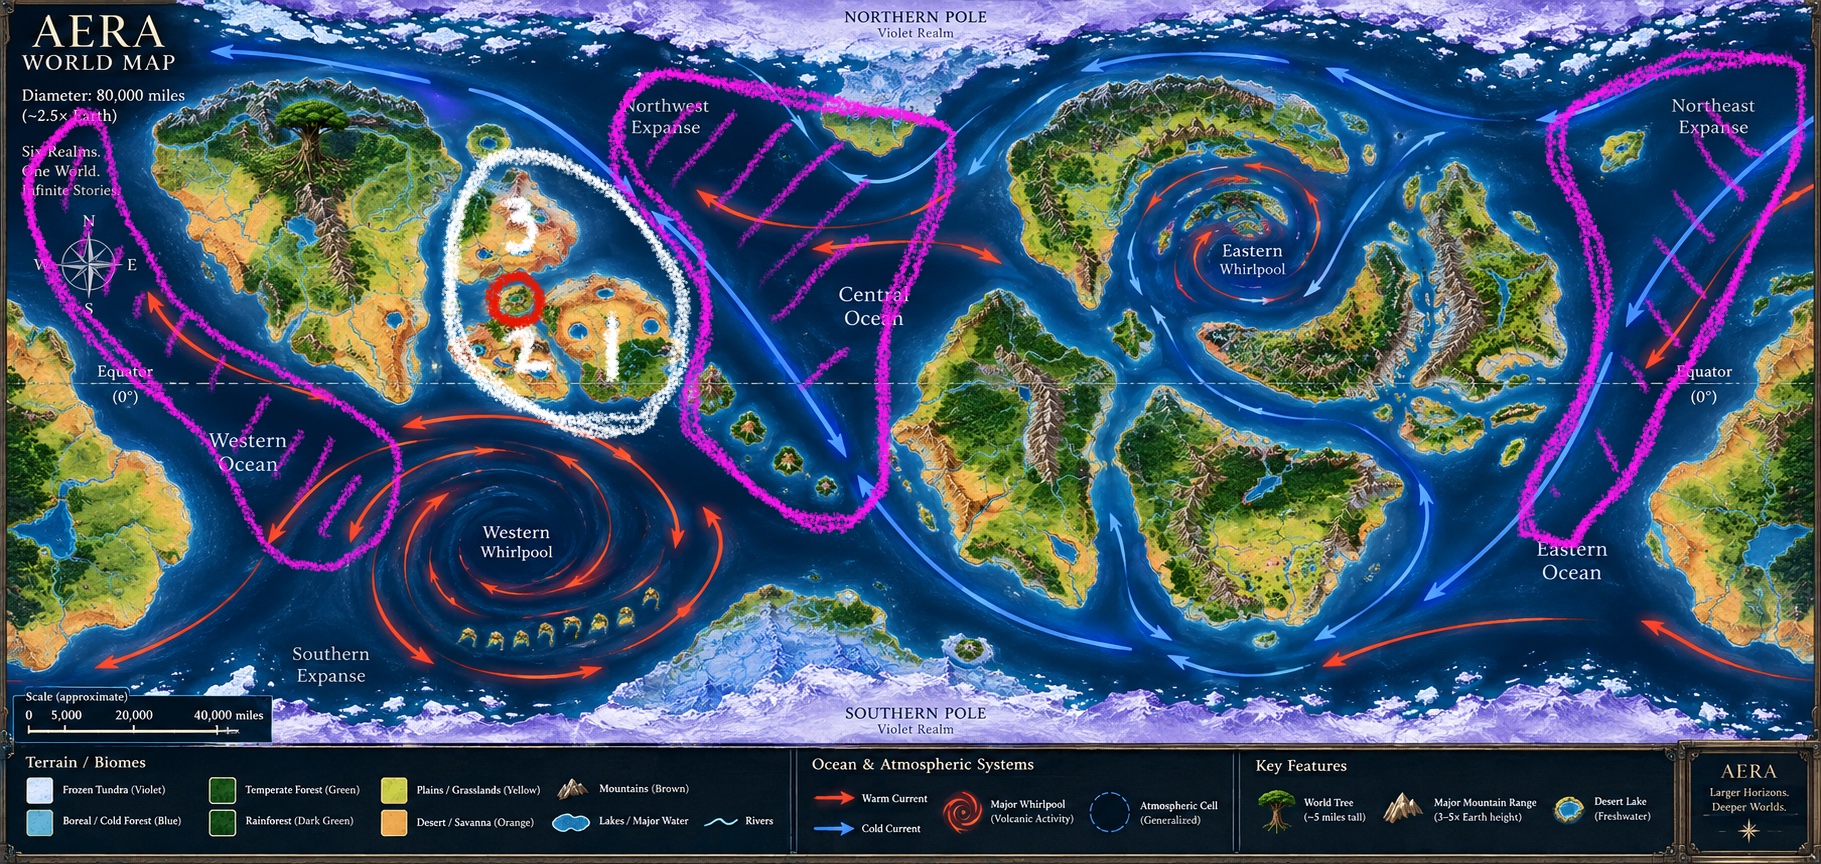 AERA
WORLD MAP
Diameter: 80,000 miles
(~2.5× Earth)
Six Realms.
One World.
Infinite Stories.
N
W
E
S
NORTHERN POLE
Violet Realm
Northwest
Expanse
Northeast
Expanse
3
2
1
Eastern
Whirlpool
Central
Ocean
Equator
(0°)
Equator
(0°)
Western
Ocean
Western
Whirlpool
Eastern
Ocean
Southern
Expanse
SOUTHERN POLE
Violet Realm
Scale (approximate)
0 5,000 20,000 40,000 miles
Terrain / Biomes
Frozen Tundra (Violet)
Temperate Forest (Green)
Plains / Grasslands (Yellow)
Mountains (Brown)
Boreal / Cold Forest (Blue)
Rainforest (Dark Green)
Desert / Savanna (Orange)
Lakes / Major Water
Rivers
Ocean & Atmospheric Systems
Warm Current
Cold Current
Major Whirlpool
(Volcanic Activity)
Atmospheric Cell
(Generalized)
Key Features
World Tree
(~5 miles tall)
Major Mountain Range
(3–5× Earth height)
Desert Lake
(Freshwater)
AERA
Larger Horizons.
Deeper Worlds.